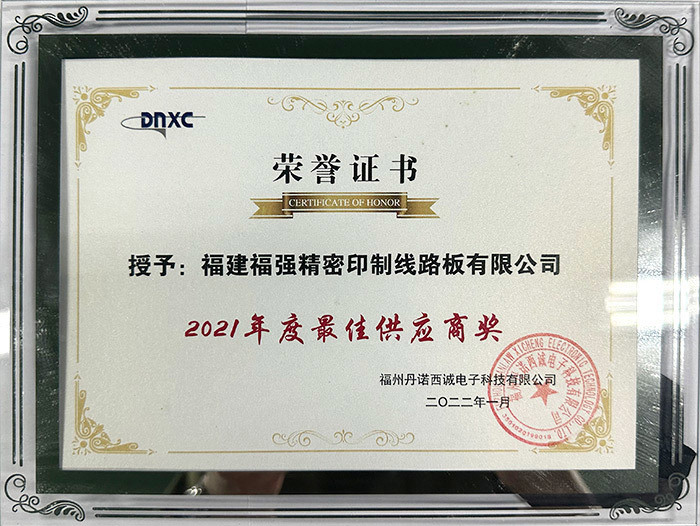 DNXC
荣誉证书
CERTIFICATE OF HONOR
授予：福建福强精密印制线路板有限公司
2021年度最佳供应商奖
福州丹诺西诚电子科技有限公司
二〇二二年一月